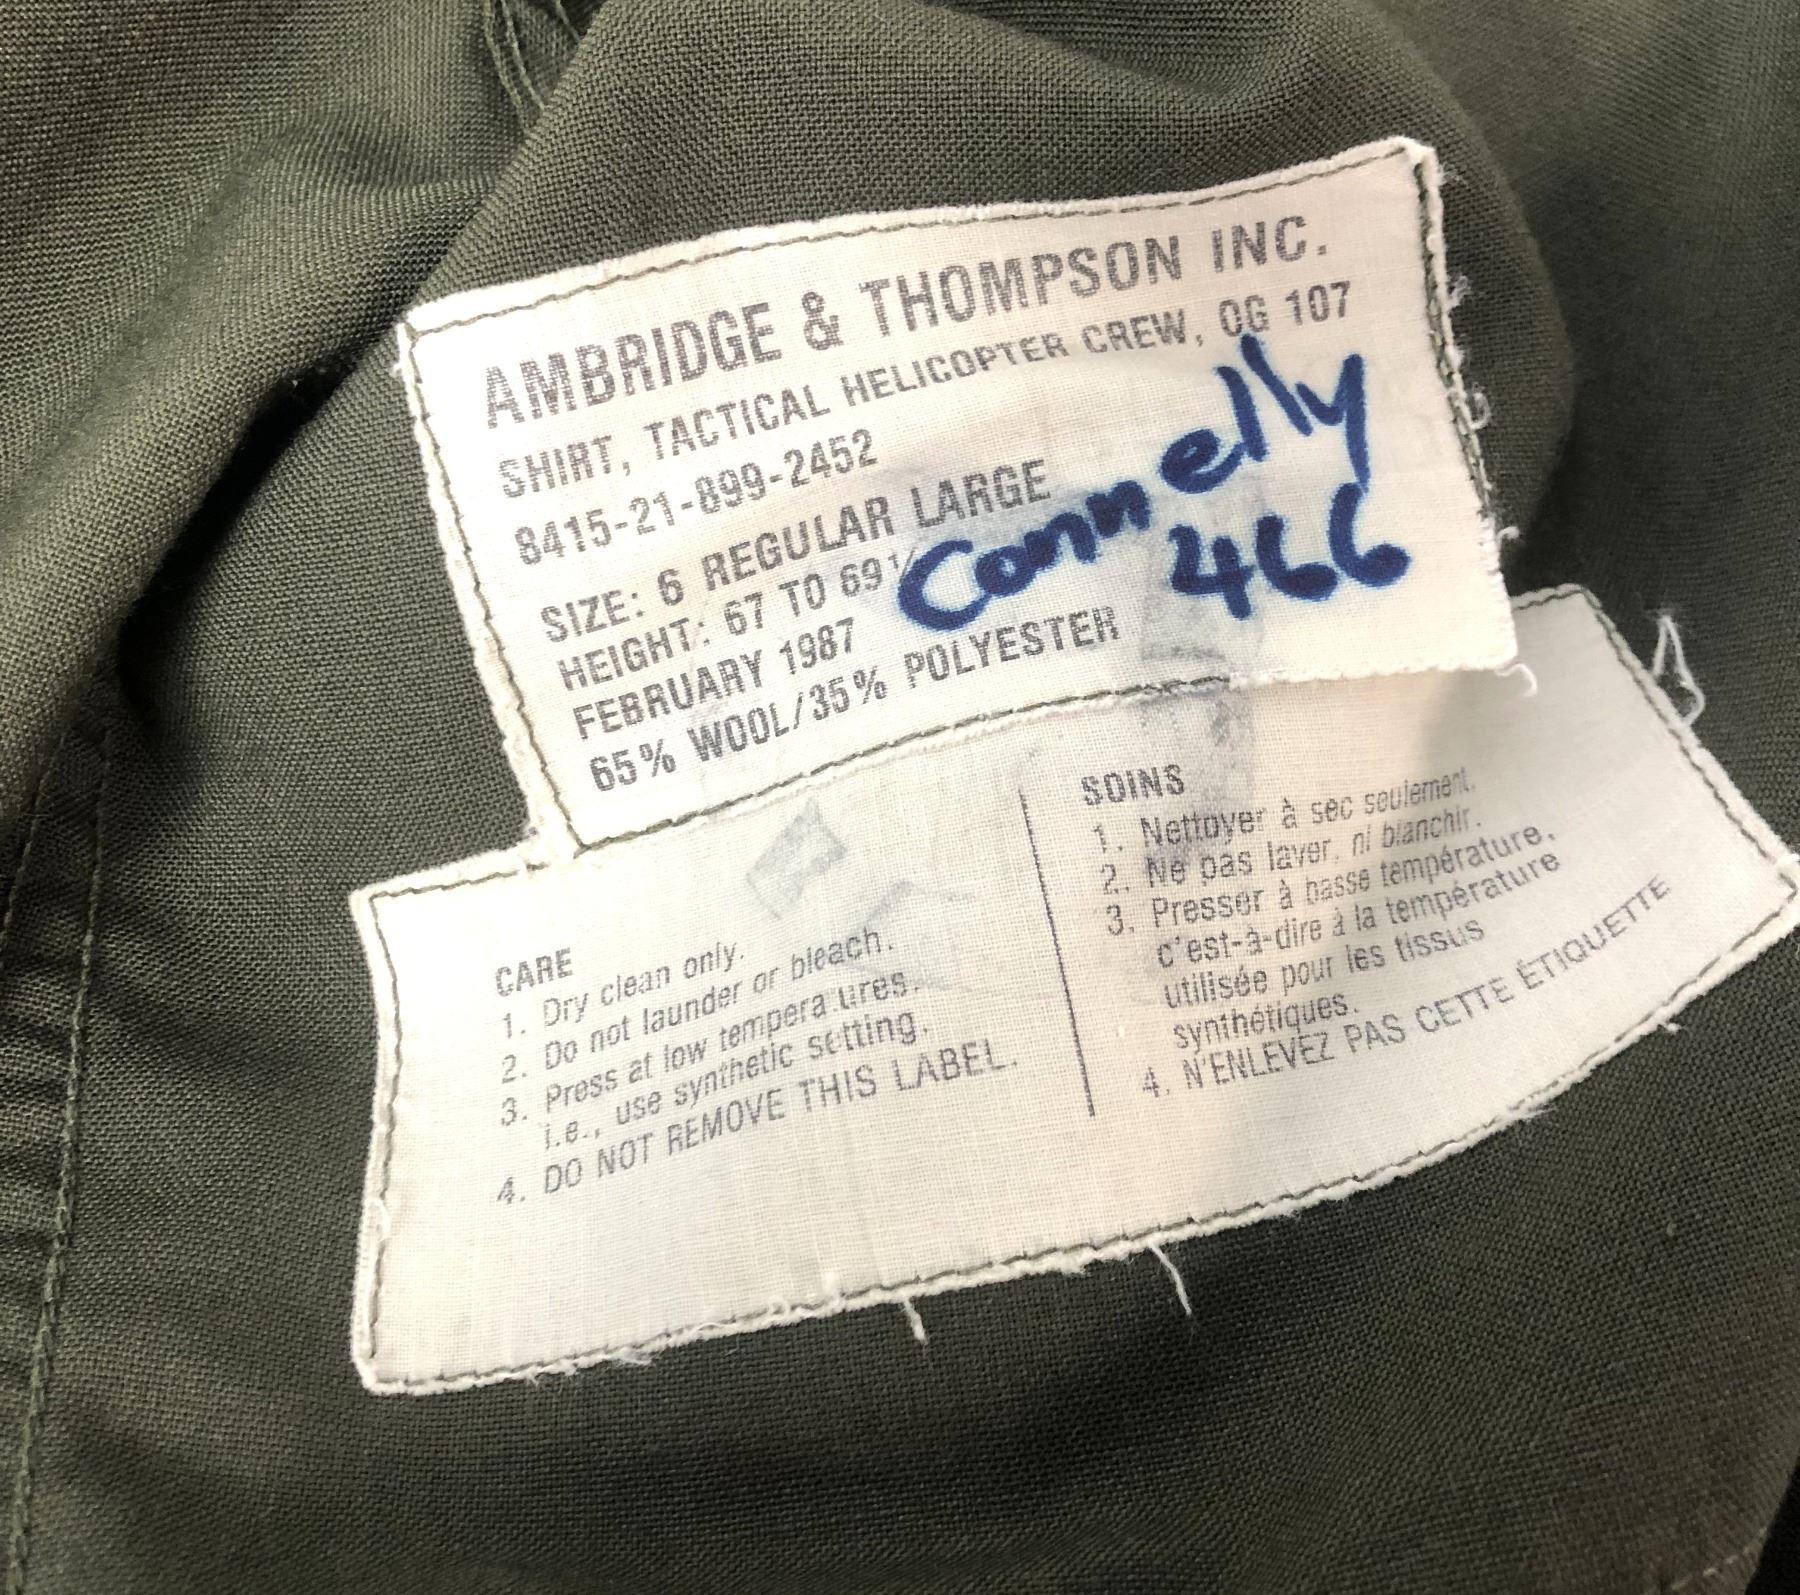 AMBRIDGE & THOMPSON INC.
SHIRT, TACTICAL HELICOPTER CREW, OG 107
8415-21-899-2452
SIZE: 6 REGULAR LARGE
HEIGHT: 67 TO 69
FEBRUARY 1987
65% WOOL/35% POLYESTER
Connelly
466
CARE
1. Dry clean only.
2. Do not launder or bleach.
3. Press at low temperatures.
i.e., use synthetic setting.
4. DO NOT REMOVE THIS LABEL.
SOINS
1. Nettoyer à sec seulement.
2. Ne pas laver, ni blanchir.
3. Presser à basse température,
c'est-à-dire à la température
utilisée pour les tissus
synthétiques.
4. N'ENLEVEZ PAS CETTE ÉTIQUETTE